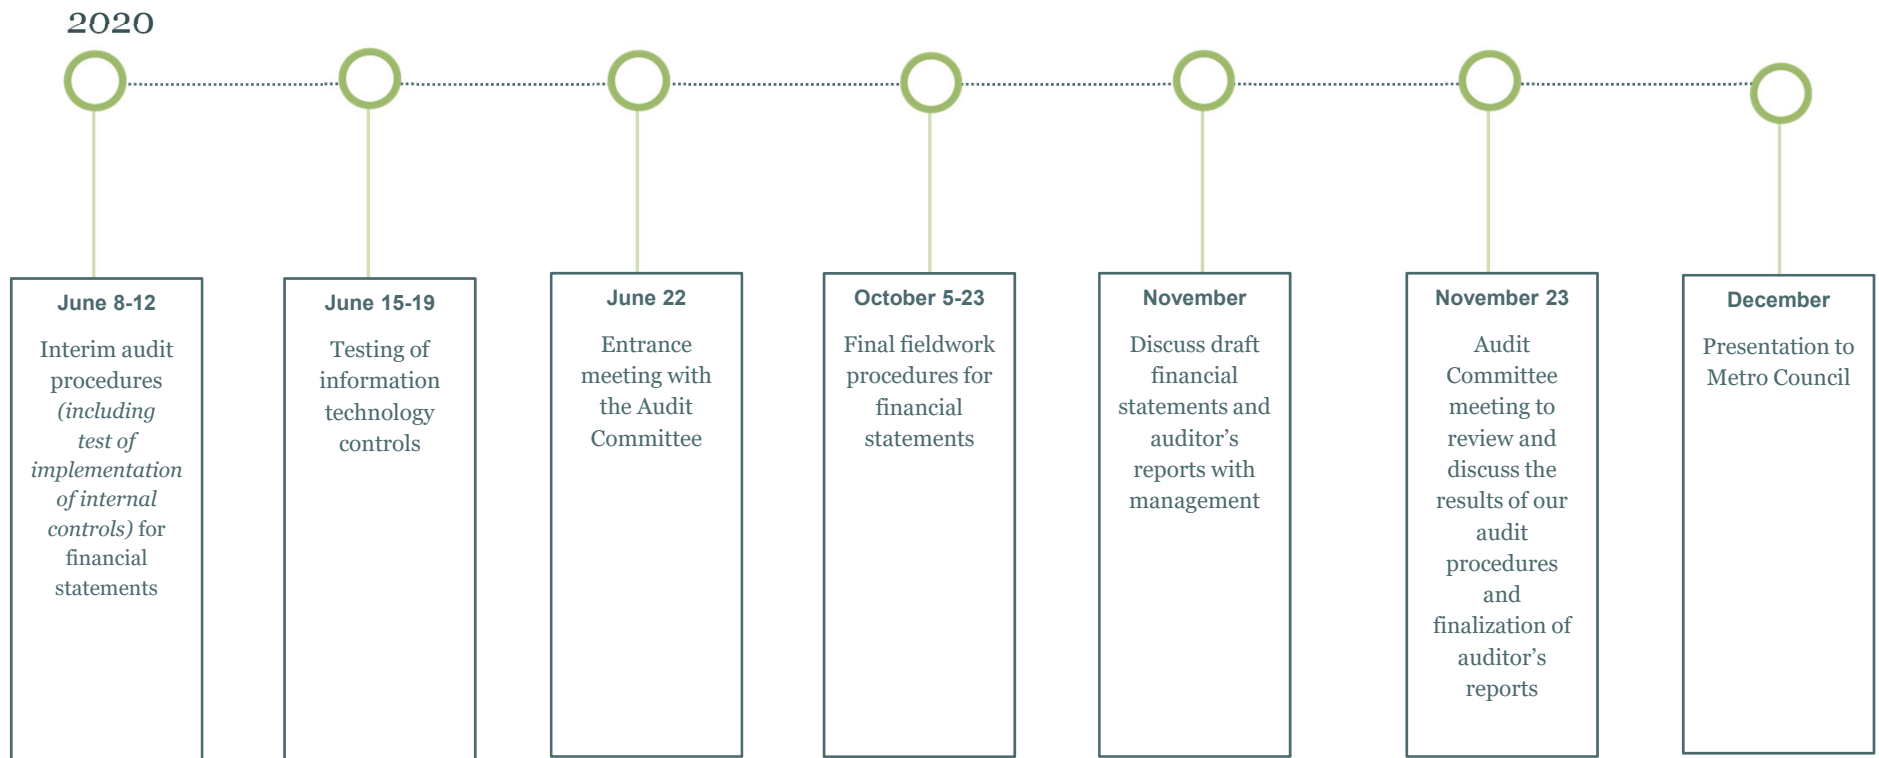 2020
June 8-12
Interim audit
procedures
(including
test of
implementation
of internal
controls) for
financial
statements
June 15-19
Testing of
information
technology
controls
June 22
Entrance
meeting with
the Audit
Committee
October 5-23
Final fieldwork
procedures for
financial
statements
November
Discuss draft
financial
statements and
auditor’s
reports with
management
November 23
Audit
Committee
meeting to
review and
discuss the
results of our
audit
procedures
and
finalization of
auditor’s
reports
December
Presentation to
Metro Council